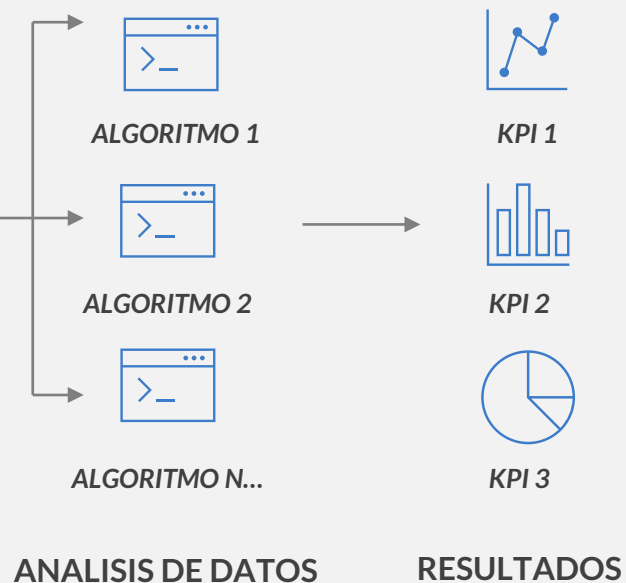 ALGORITMO 1
KPI 1
ALGORITMO 2
KPI 2
ALGORITMO N...
KPI 3
ANALISIS DE DATOS
RESULTADOS